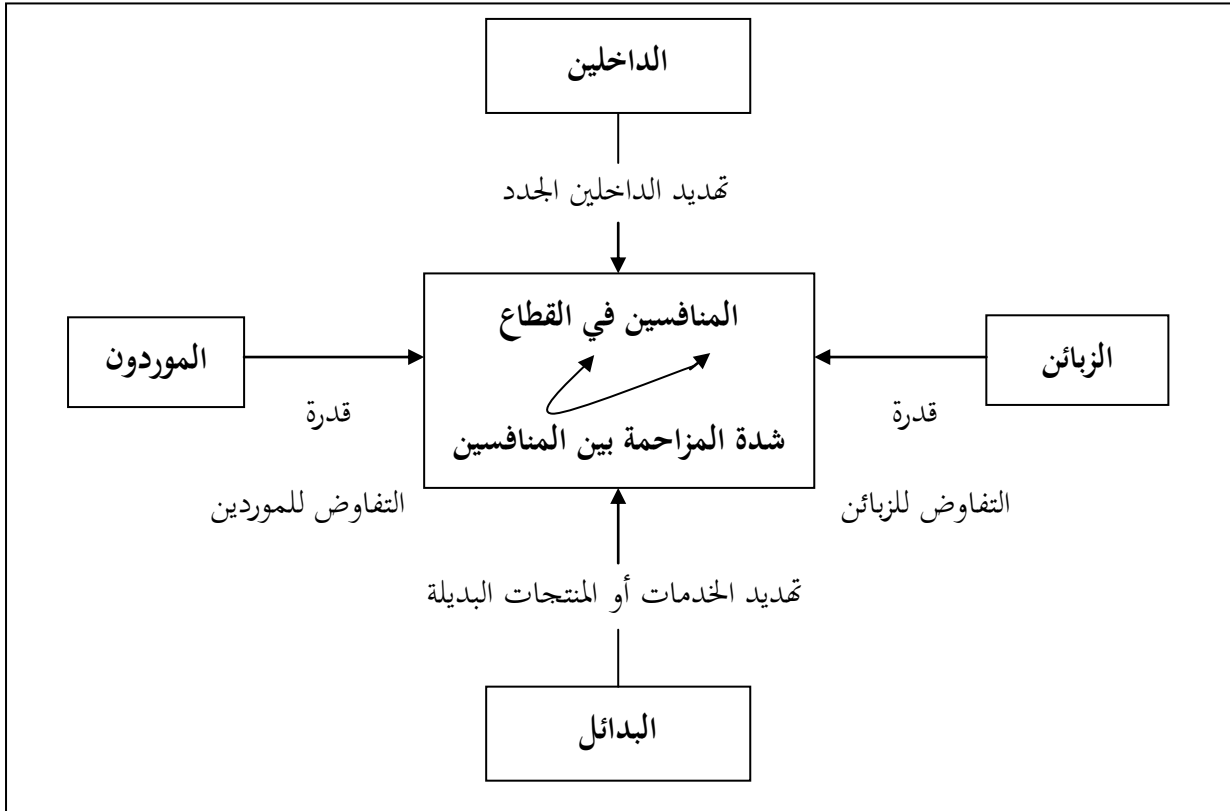 الداخلين
تهديد الداخلين الجدد
المنافسين في القطاع
الزبائن
الموردون
قدرة
قدرة
شدة المزاحمة بين المنافسين
التفاوض للزبائن
التفاوض للموردين
تهديد الخدمات أو المنتجات البديلة
البدائل